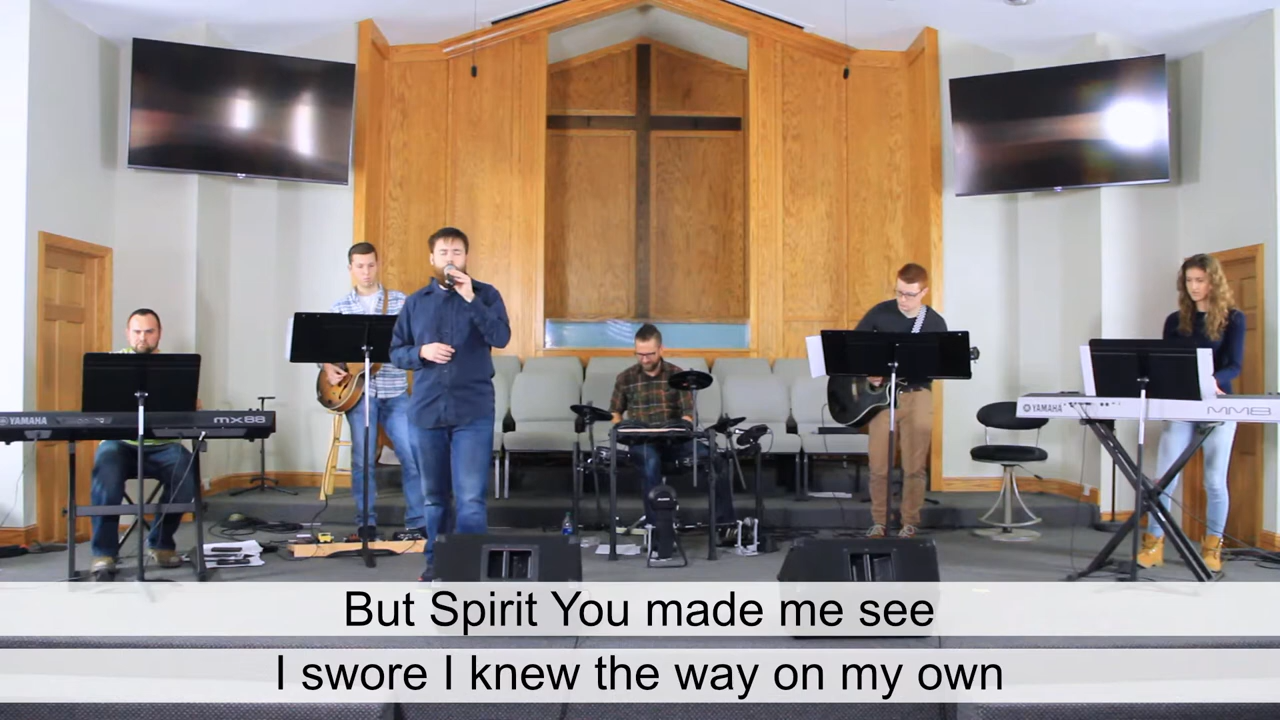 YAMAHA
MX88
YAMAHA
MM8
But Spirit You made me see
I swore I knew the way on my own